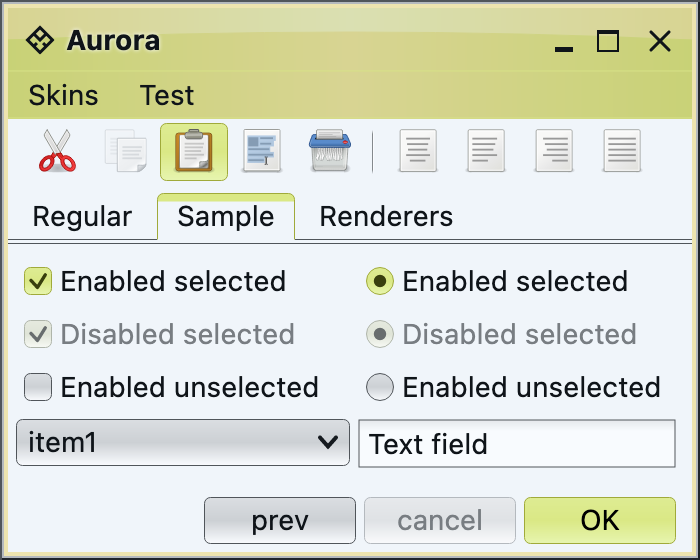 Aurora
Skins Test
Regular Sample Renderers
Enabled selected Enabled selected
Disabled selected Disabled selected
Enabled unselected Enabled unselected
item1 Text field
prev cancel OK